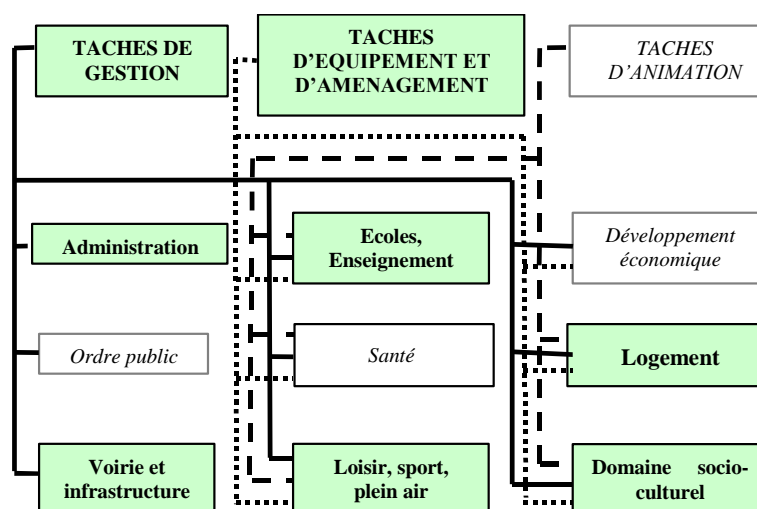 TACHES DE
GESTION
TACHES
D'EQUIPEMENT ET
D'AMENAGEMENT
TACHES
D'ANIMATION
Administration
Ecoles,
Enseignement
Développement
économique
Ordre public
Santé
Logement
Voirie et
infrastructure
Loisir, sport,
plein air
Domaine socio-
culturel